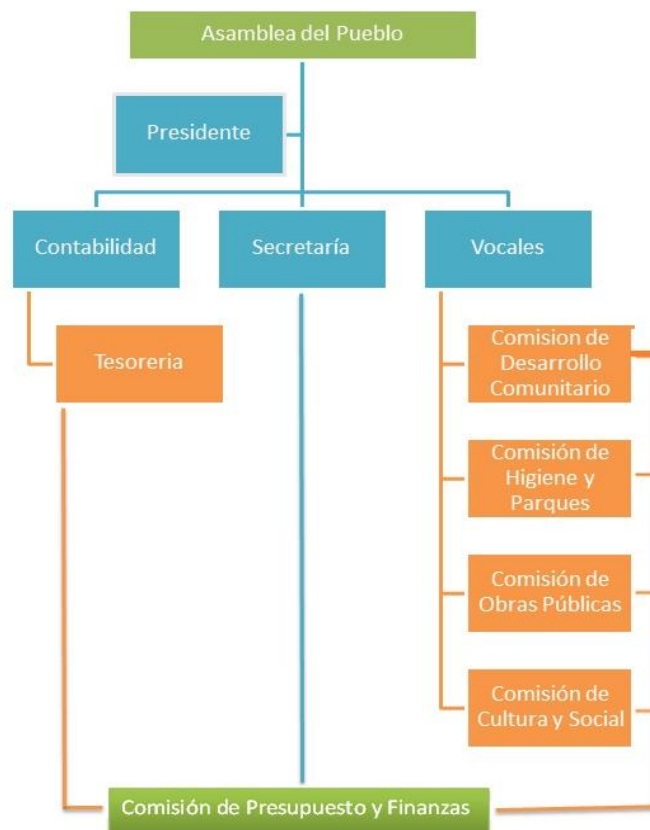 Asamblea del Pueblo
Presidente
Contabilidad
Secretaría
Vocales
Tesoreria
Comision de
Desarrollo
Comunitario
Comisión de
Higiene y
Parques
Comisión de
Obras Públicas
Comisión de
Cultura y Social
Comisión de Presupuesto y Finanzas